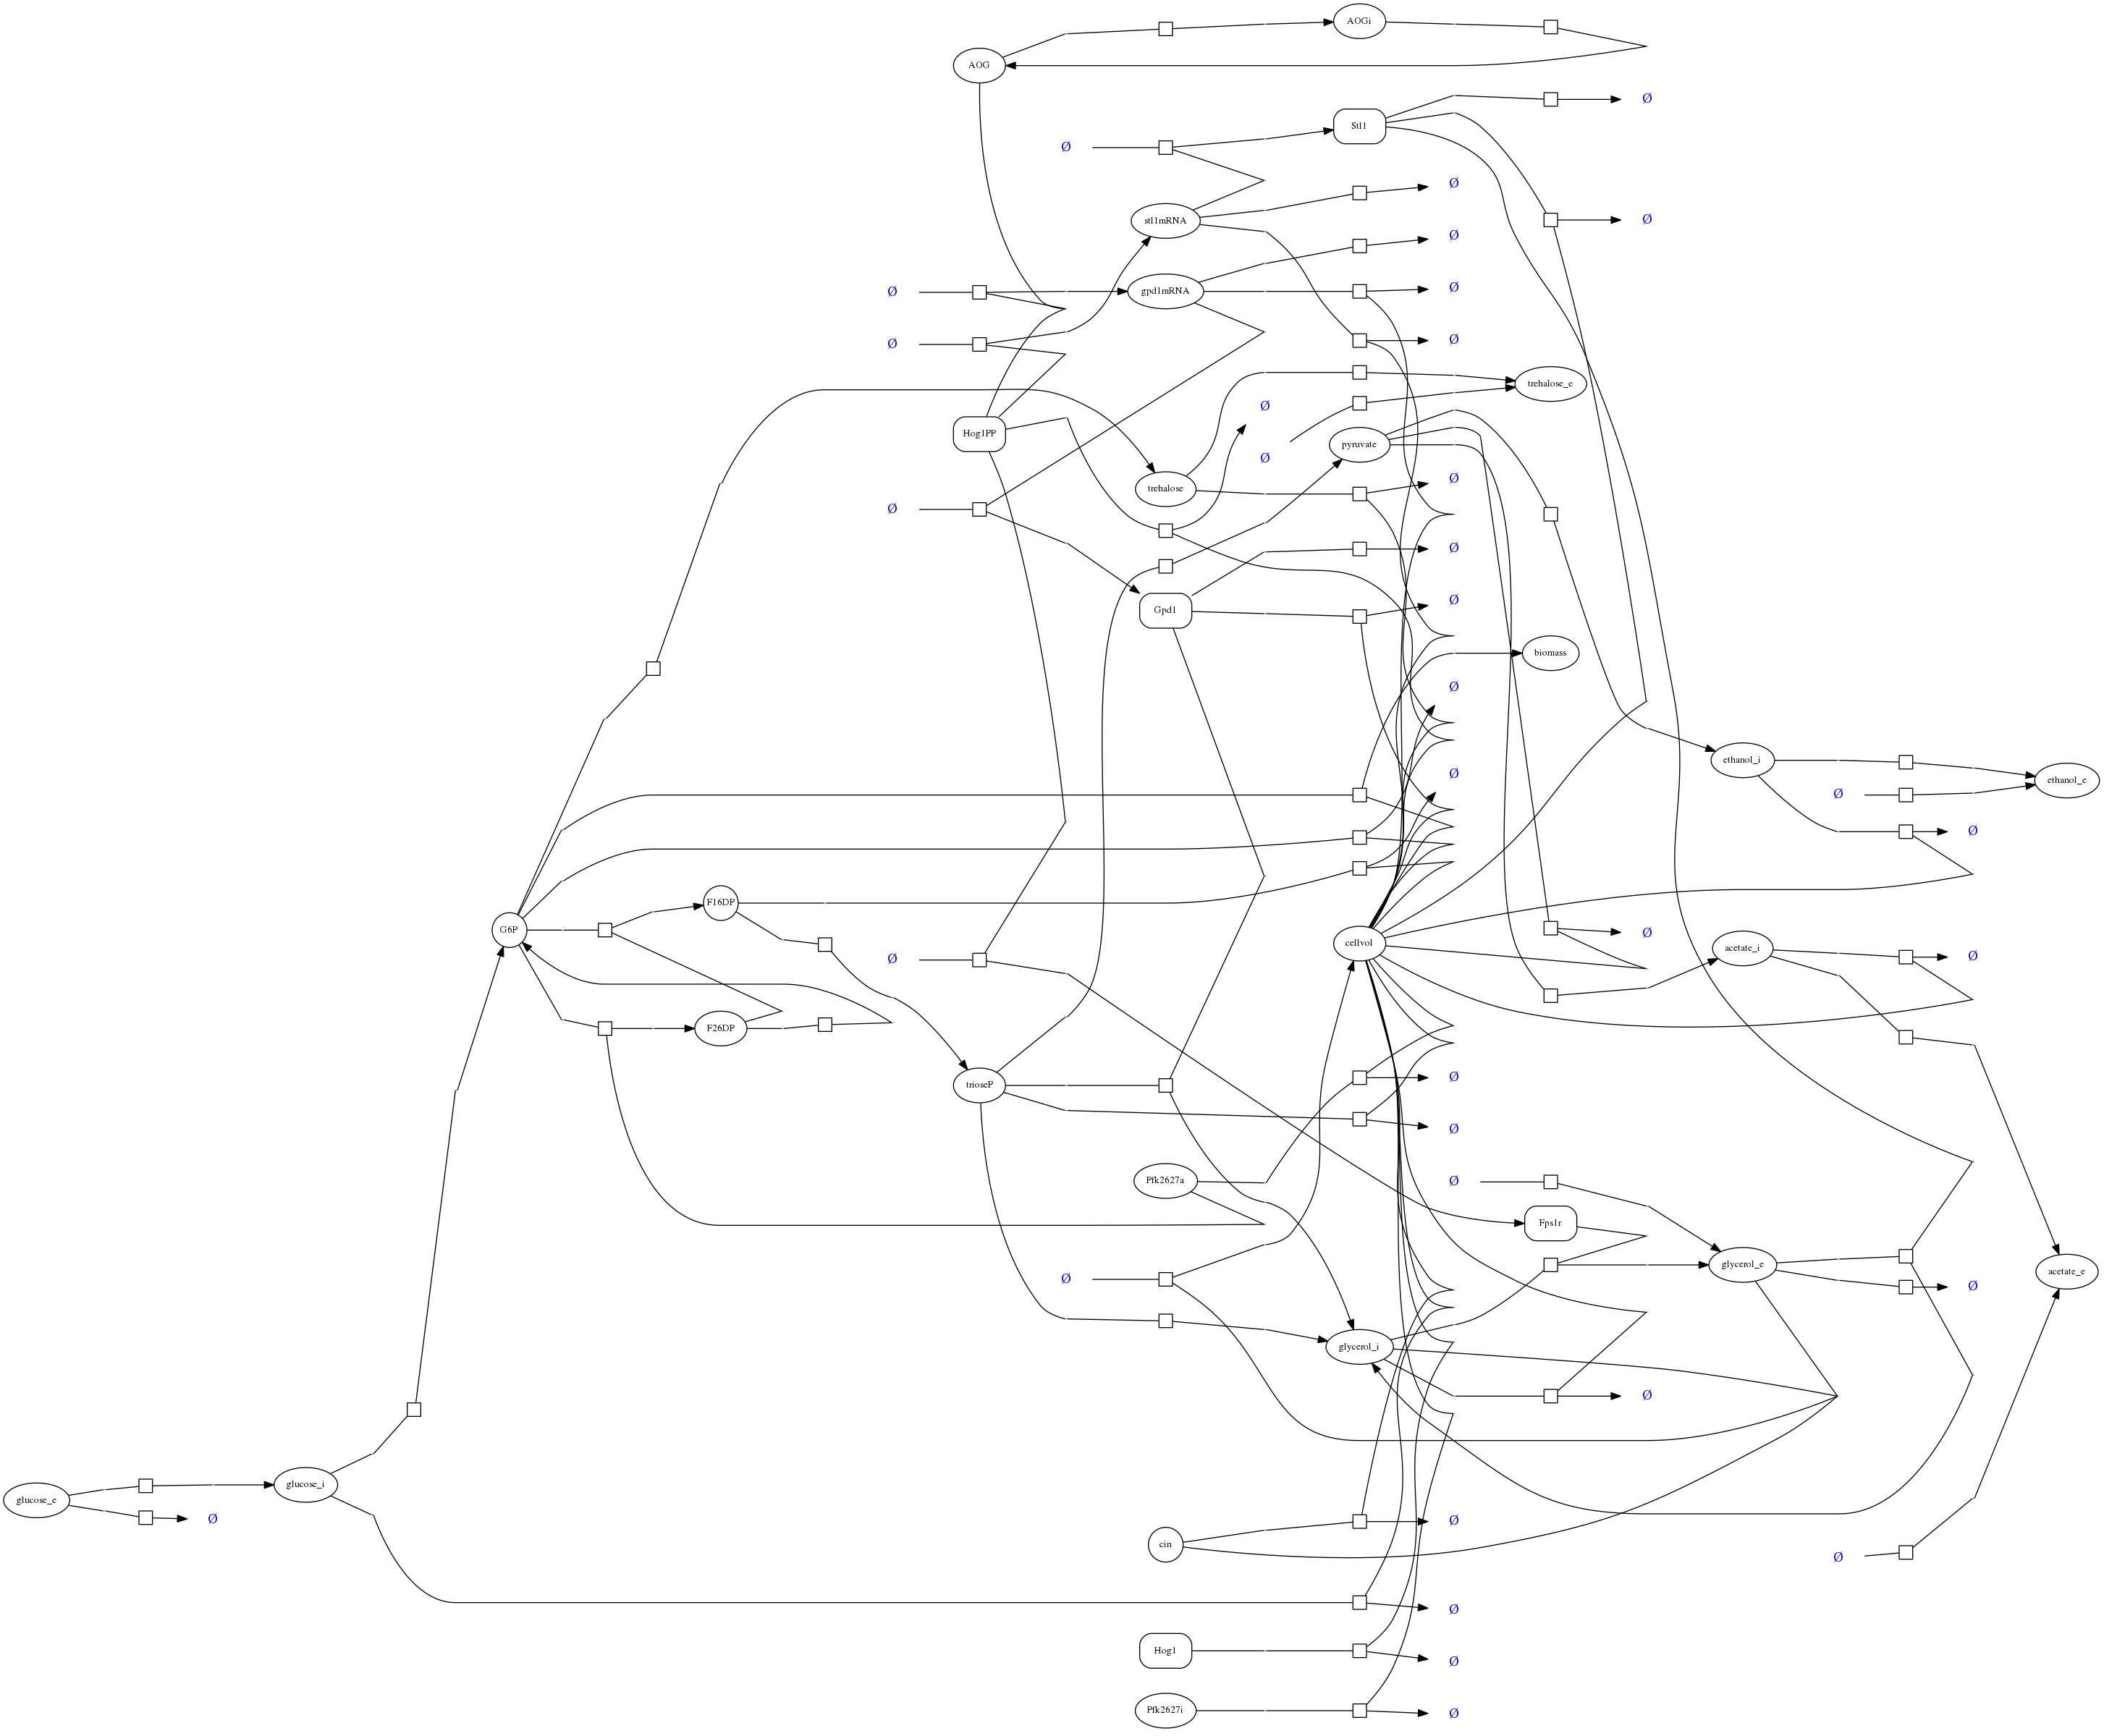 AOGi
AOG
Ø
Stl1
Ø
Ø
stl1mRNA
Ø
Ø
gpd1mRNA
Ø
Ø
Ø
Ø
trehalose_e
Ø
Hog1PP
pyruvate
Ø
Ø
trehalose
Ø
Ø
Gpd1
Ø
biomass
Ø
ethanol_i
Ø
ethanol_e
Ø
Ø
F16DP
G6P
Ø
cellvol
acetate_i
Ø
Ø
F26DP
trioseP
Ø
Ø
Pfk2627a
Ø
Fps1r
glycerol_e
acetate_e
Ø
Ø
glycerol_i
Ø
glucose_i
glucose_e
Ø
Ø
cin
Ø
Ø
Hog1
Ø
Pfk2627i
Ø